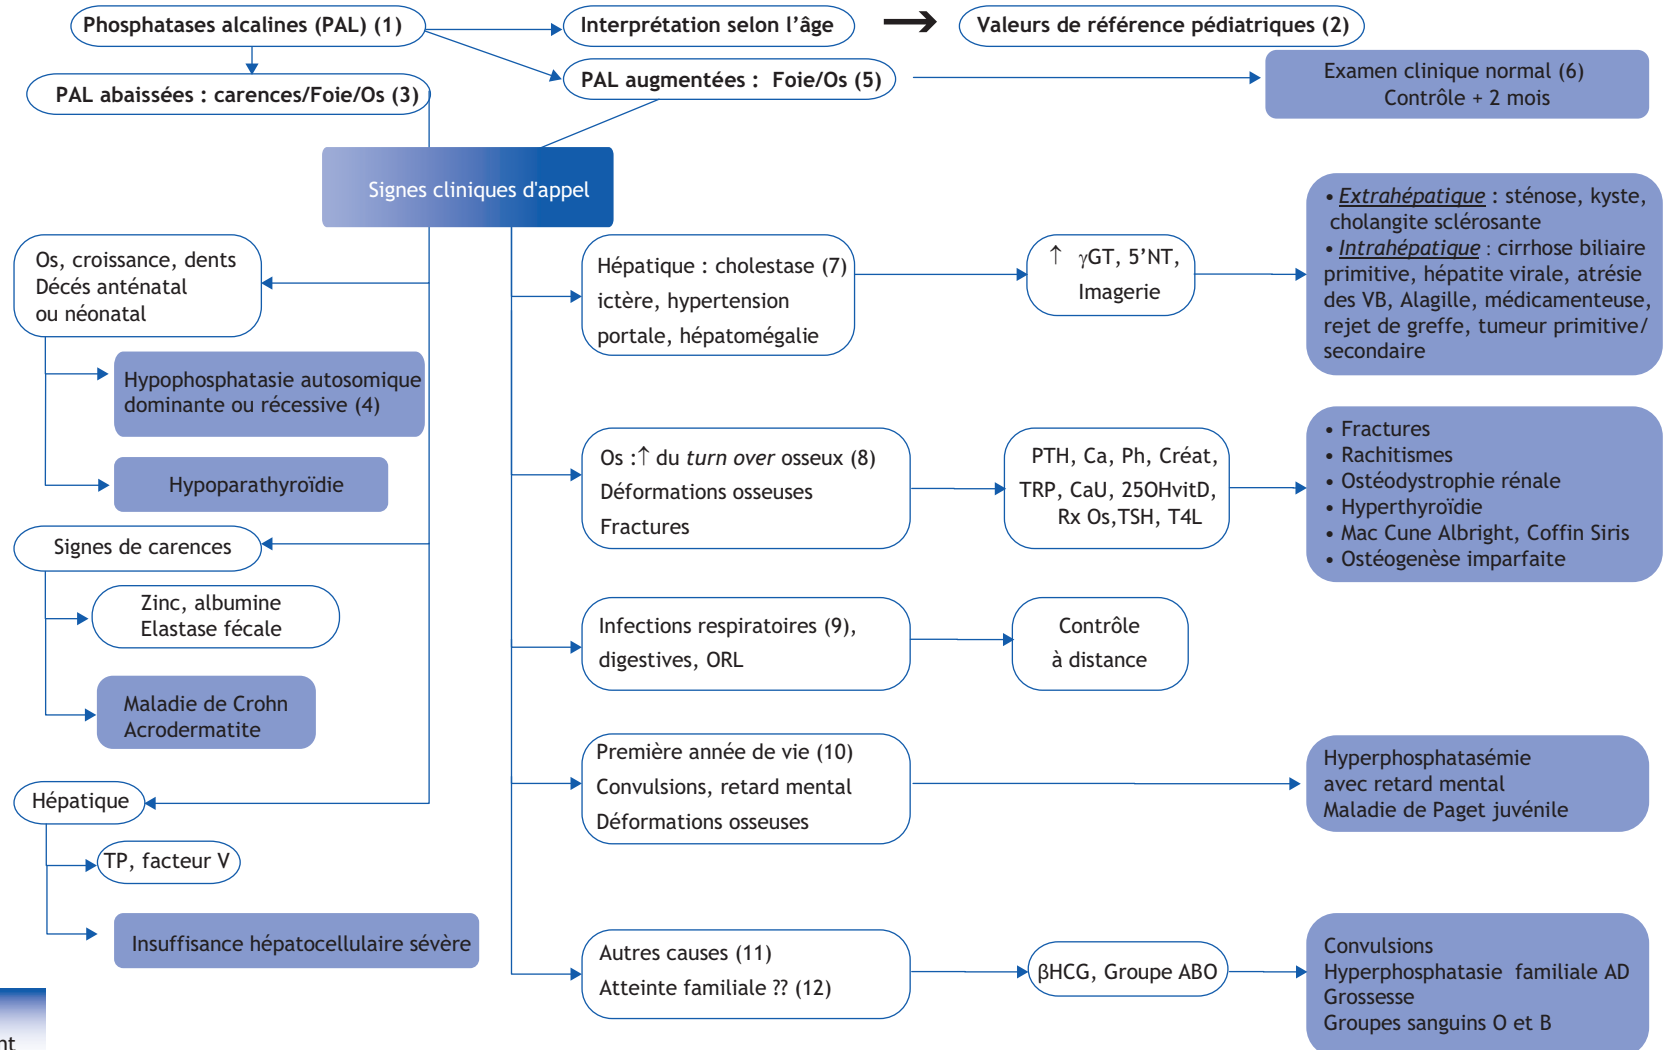 Phosphatases alcalines (PAL) (1)
Interprétation selon l’âge
Valeurs de référence pédiatriques (2)
PAL abaissées : carences/Foie/Os (3)
PAL augmentées : Foie/Os (5)
Examen clinique normal (6)
Contrôle + 2 mois
Signes cliniques d'appel
Os, croissance, dents
Décés anténatal
ou néonatal
Hypophosphatasie autosomique
dominante ou récessive (4)
Hypoparathyroïdie
Signes de carences
Zinc, albumine
Elastase fécale
Maladie de Crohn
Acrodermatite
Hépatique
TP, facteur V
Insuffisance hépatocellulaire sévère
Hépatique : cholestase (7)
ictère, hypertension
portale, hépatomégalie
↑ γGT, 5’NT,
Imagerie
• Extrahépatique : sténose, kyste,
cholangite sclérosante
• Intrahépatique : cirrhose biliaire
primitive, hépatite virale, atrésie
des VB, Alagille, médicamenteuse,
rejet de greffe, tumeur primitive/
secondaire
Os :↑ du turn over osseux (8)
Déformations osseuses
Fractures
PTH, Ca, Ph, Créat,
TRP, CaU, 25OHvitD,
Rx Os,TSH, T4L
• Fractures
• Rachitismes
• Ostéodystrophie rénale
• Hyperthyroïdie
• Mac Cune Albright, Coffin Siris
• Ostéogenèse imparfaite
Infections respiratoires (9),
digestives, ORL
Contrôle
à distance
Première année de vie (10)
Convulsions, retard mental
Déformations osseuses
Hyperphosphatasémie
avec retard mental
Maladie de Paget juvénile
Autres causes (11)
Atteinte familiale ?? (12)
βHCG, Groupe ABO
Convulsions
Hyperphosphatasie familiale AD
Grossesse
Groupes sanguins O et B
nt